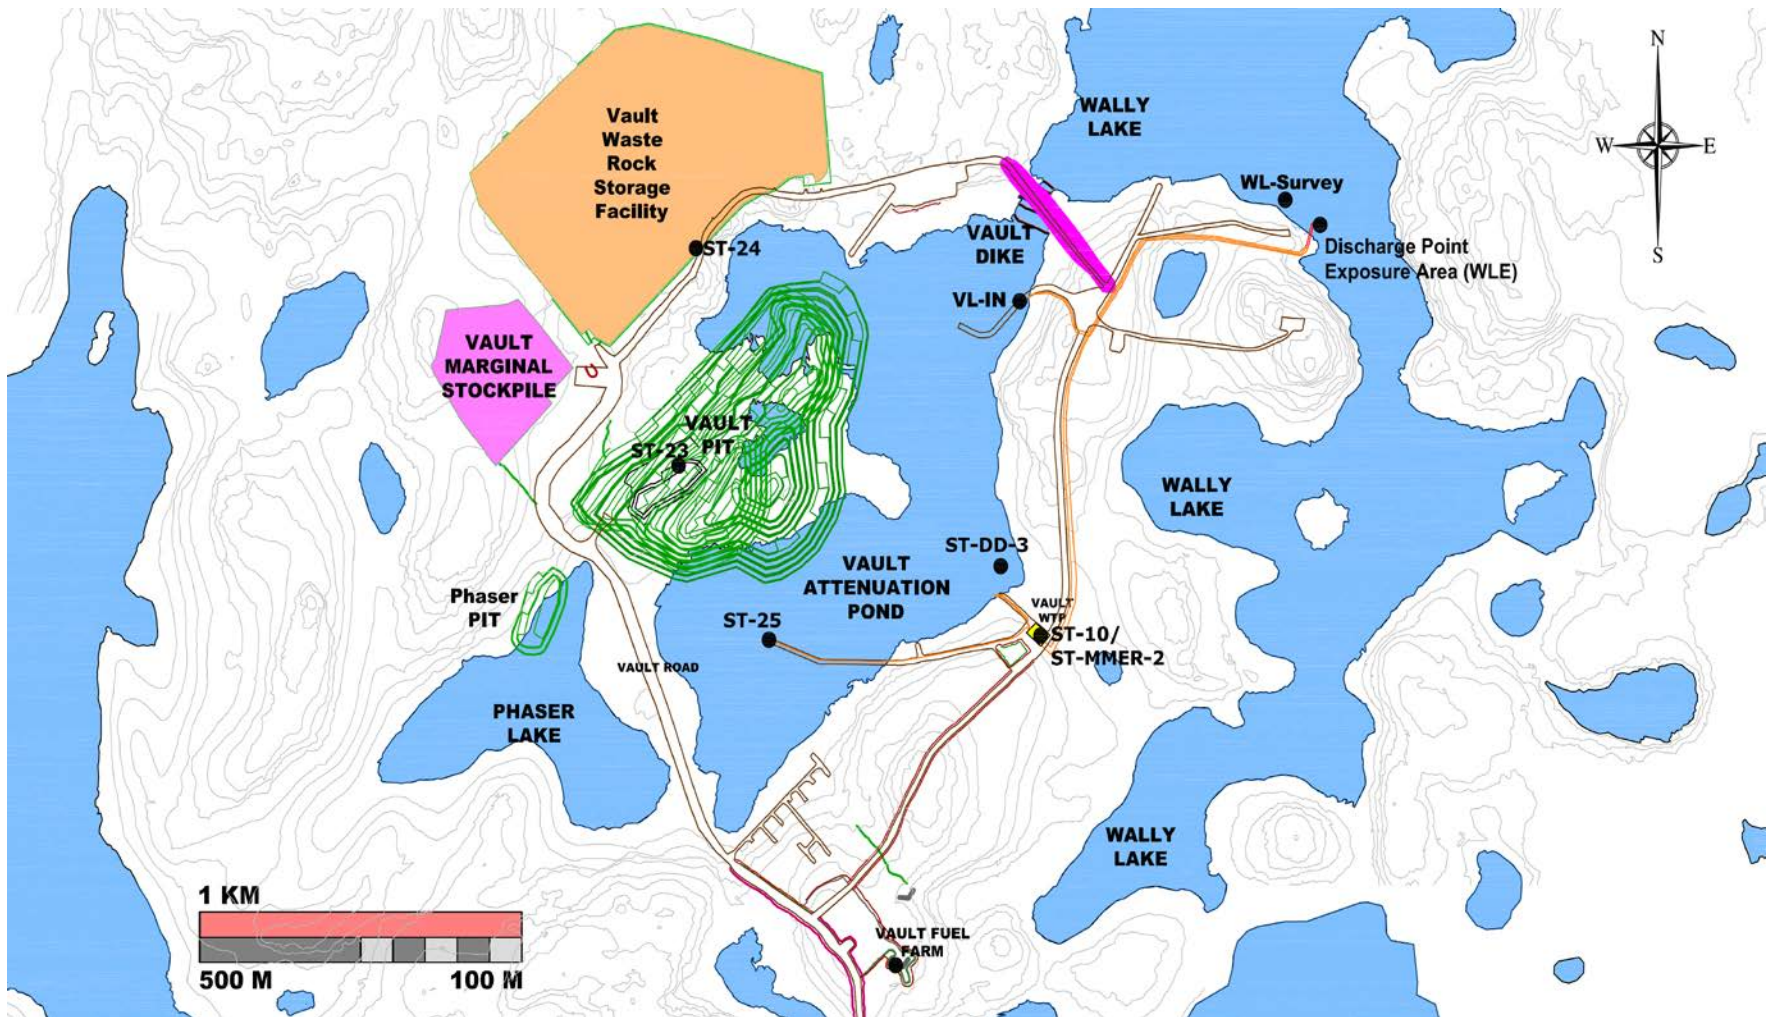 N
W
E
S
Vault
Waste
Rock
Storage
Facility
WALLY
LAKE
WL-Survey
Discharge Point
Exposure Area (WLE)
ST-24
VAULT
DIKE
VL-IN
VAULT
MARGINAL
STOCKPILE
VAULT
PIT
ST-23
WALLY
LAKE
ST-DD-3
VAULT
ATTENUATION
POND
Phaser
PIT
VAULT
WTP
ST-25
ST-10/
ST-MMER-2
VAULT ROAD
PHASER
LAKE
WALLY
LAKE
1 KM
500 M
100 M
VAULT FUEL
FARM